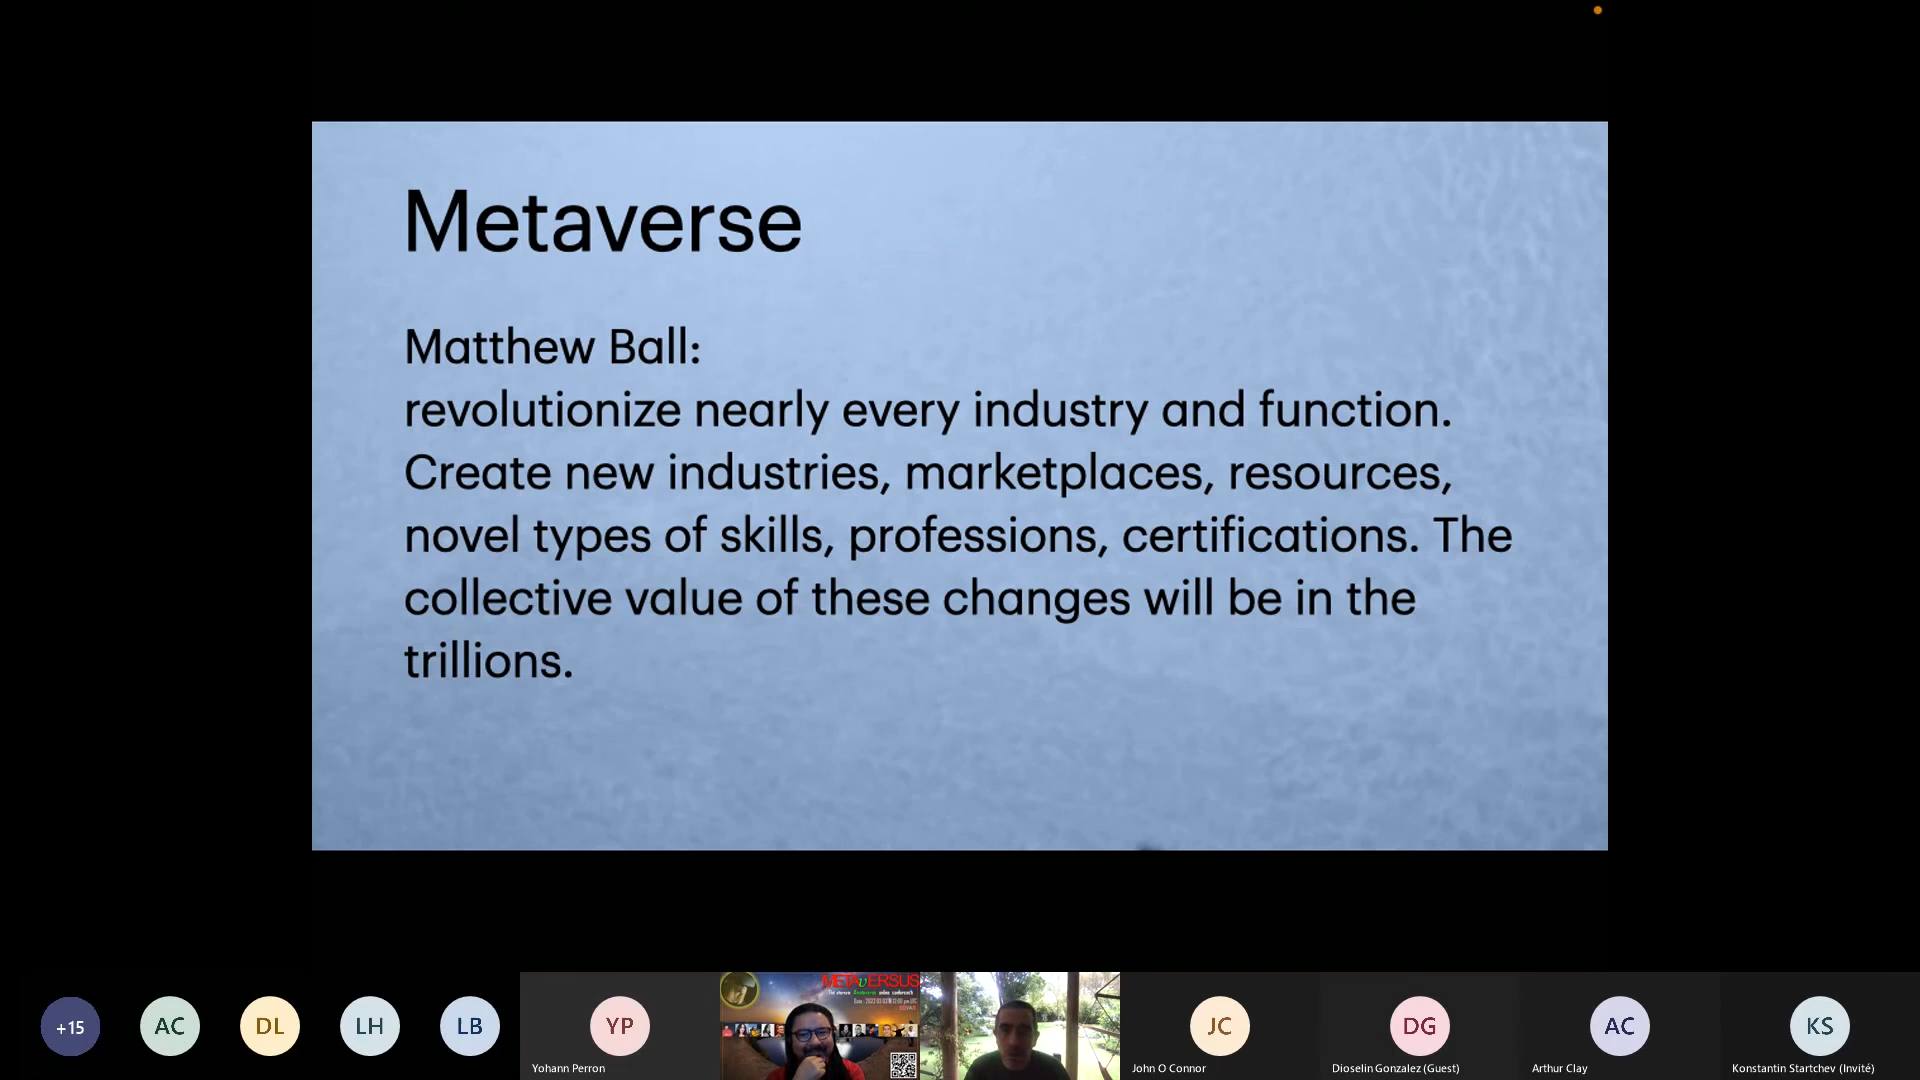 Metaverse
Matthew Ball:
revolutionize nearly every industry and function.
Create new industries, marketplaces, resources,
novel types of skills, professions, certifications. The
collective value of these changes will be in the
trillions.
METAVERSUS
+15
AC
DL
LH
LB
YP
JC
DG
AC
KS
Yohann Perron
John O Connor
Dioselin Gonzalez (Guest)
Arthur Clay
Konstantin Startchev (Invité)